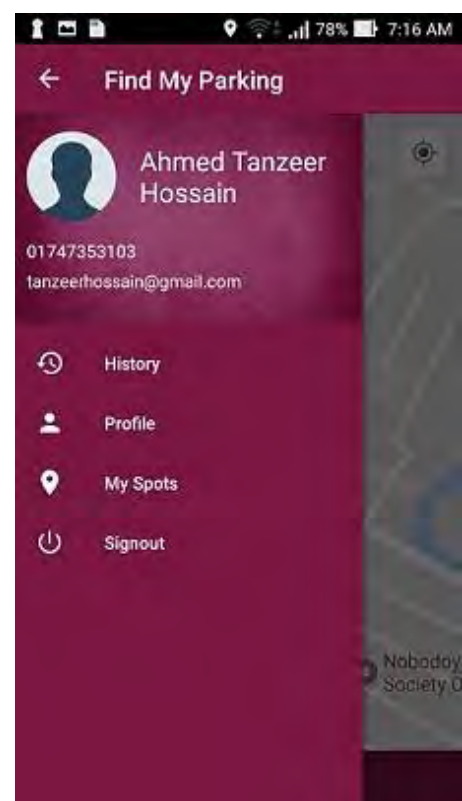 78% 7:16 AM
Find My Parking
Ahmed Tanzeer
Hossain
01747353103
tanzeerhossain@gmail.com
History
Profile
My Spots
Signout
Nobodoy
Society O